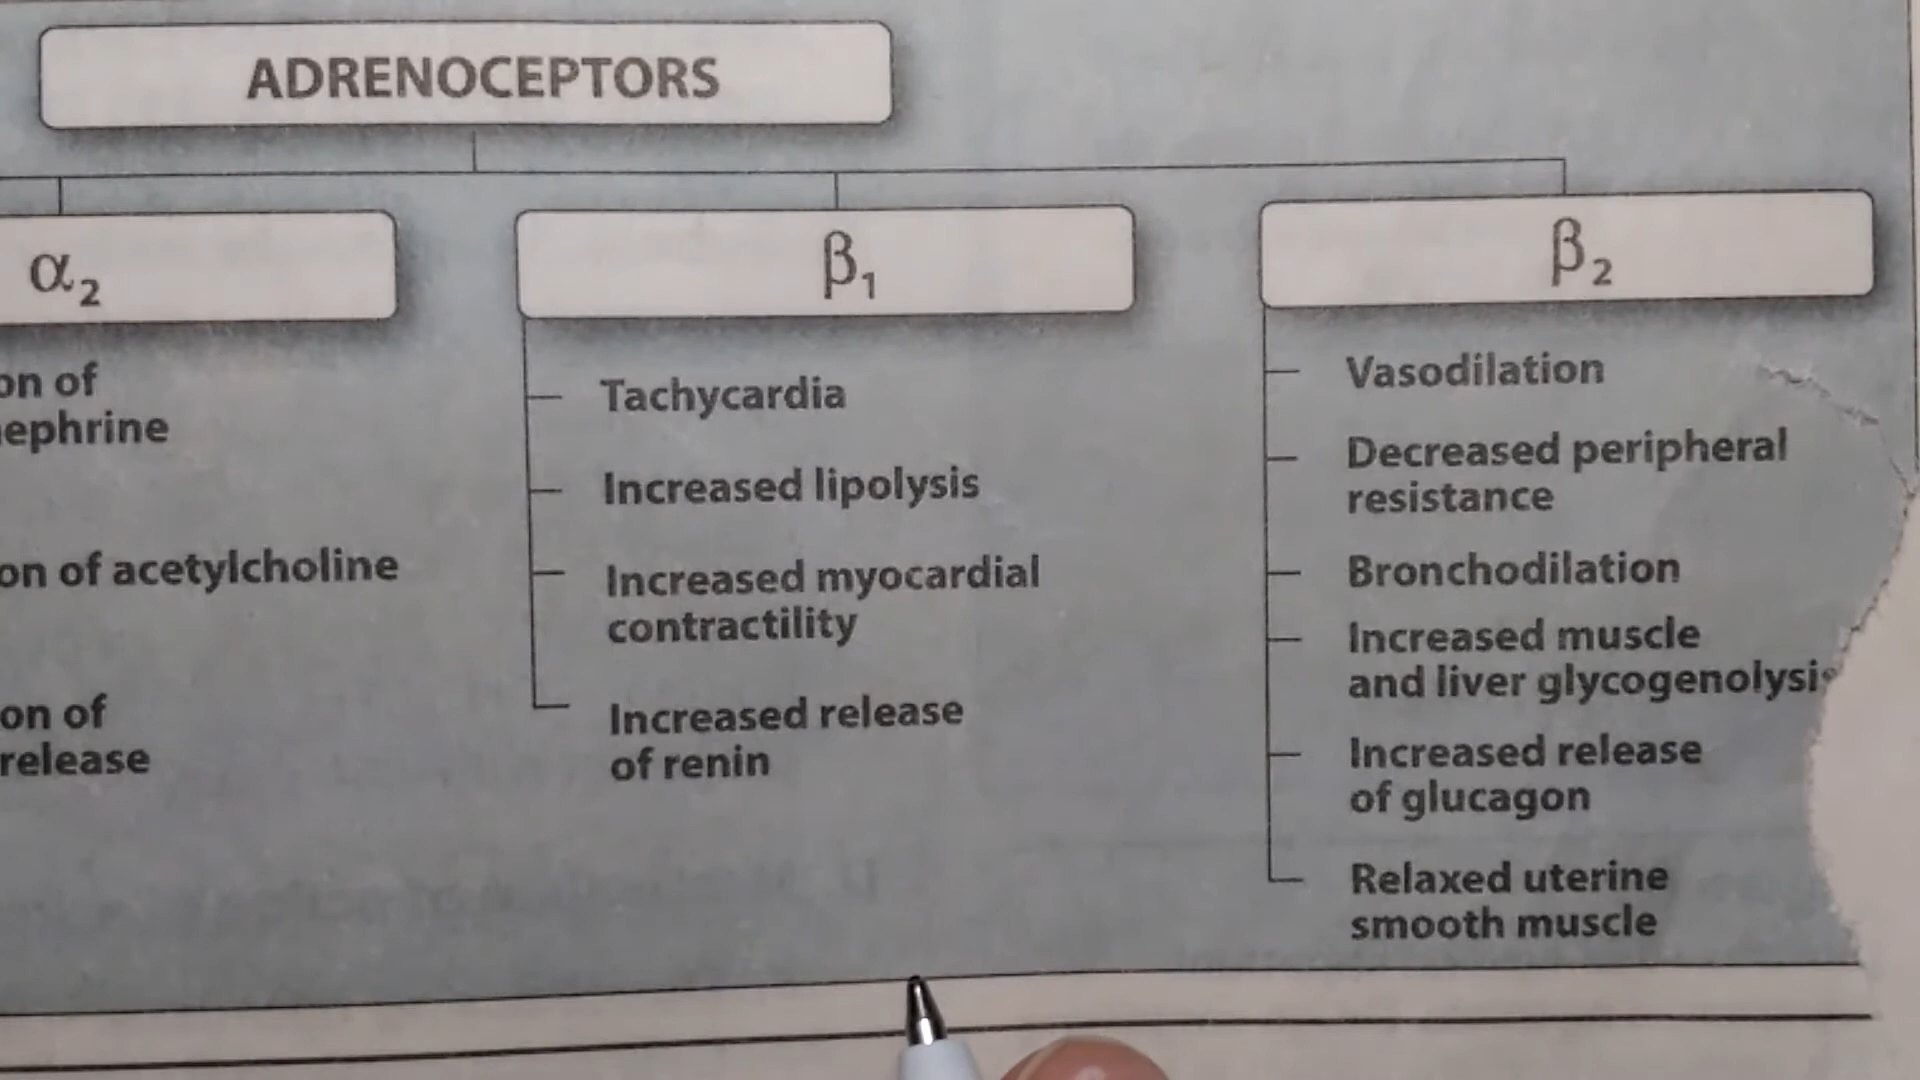 ADRENOCEPTORS
α2
on of
ephrine
on of acetylcholine
on of
release
β1
Tachycardia
Increased lipolysis
Increased myocardial
contractility
Increased release
of renin
β2
Vasodilation
Decreased peripheral
resistance
Bronchodilation
Increased muscle
and liver glycogenolysis
Increased release
of glucagon
Relaxed uterine
smooth muscle